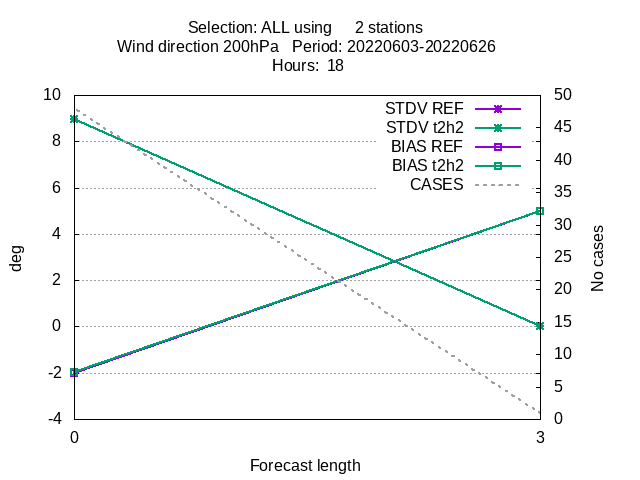 Selection: ALL using     2 stations
Wind direction 200hPa   Period: 20220603-20220626
Hours:  18
10
8
6
4
2
0
-2
-4
deg
STDV REF
STDV t2h2
BIAS REF
BIAS t2h2
CASES
50
45
40
35
30
25
20
15
10
5
0
No cases
0
3
Forecast length